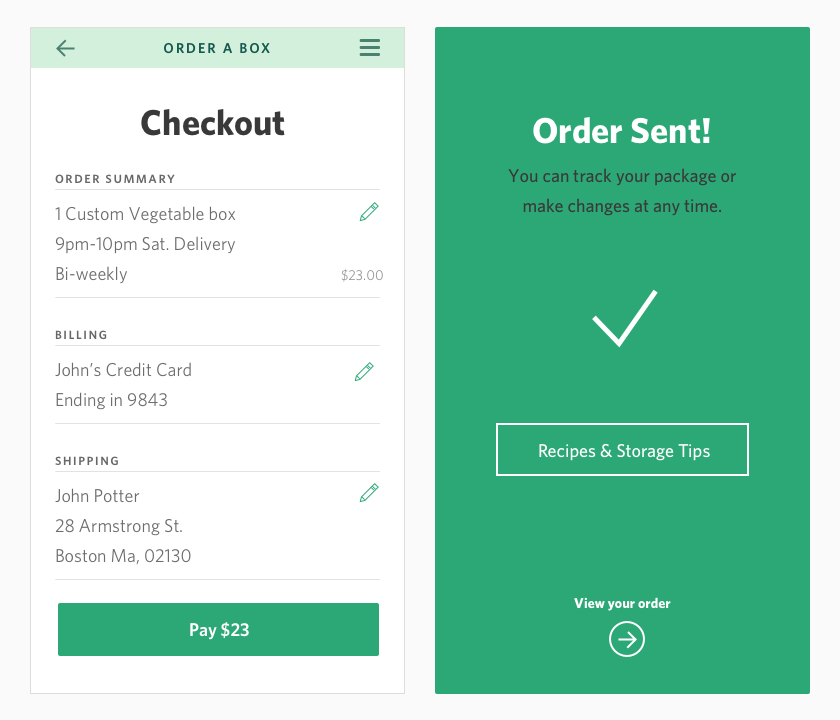 ORDER A BOX
Checkout
ORDER SUMMARY
1 Custom Vegetable box
9pm-10pm Sat. Delivery
Bi-weekly
$23.00
BILLING
John’s Credit Card
Ending in 9843
SHIPPING
John Potter
28 Armstrong St.
Boston Ma, 02130
Pay $23
Order Sent!
You can track your package or
make changes at any time.
Recipes & Storage Tips
View your order